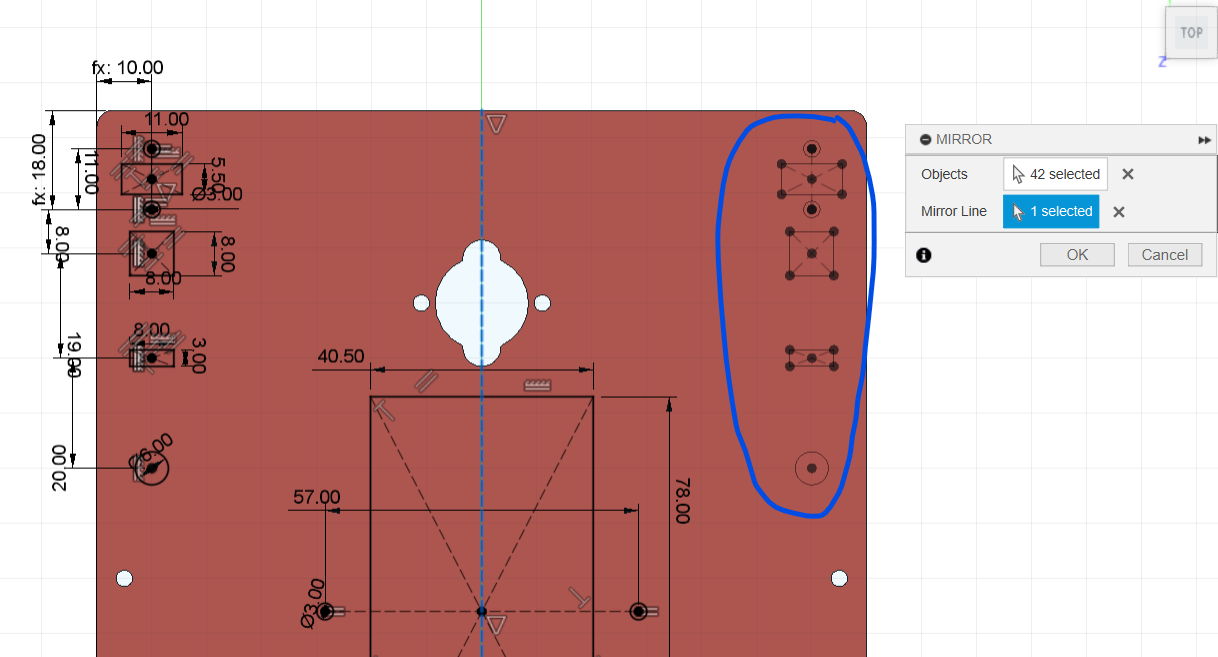 TOP
Z
fx: 10.00
11.00
fx: 18.00
11.00
5.50
Ø3.00
8.00
8.00
8.00
8.00
3.00
19.00
20.00
Ø6.00
40.50
57.00
78.00
Ø3.00
MIRROR
Objects
42 selected
Mirror Line
1 selected
OK
Cancel